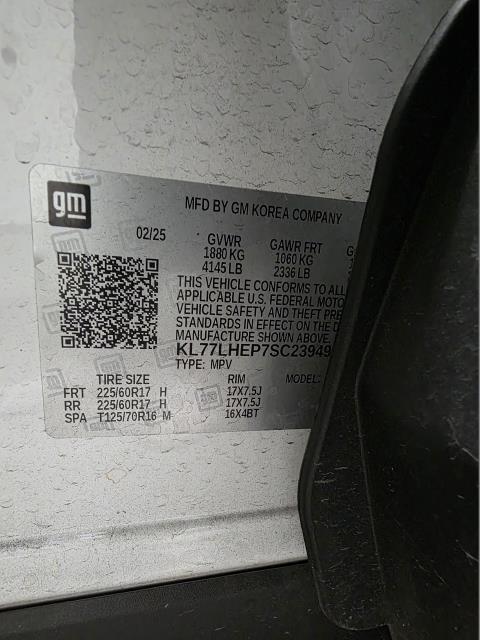 gm
MFD BY GM KOREA COMPANY
02/25
GVWR GAWR FRT
1880 KG 1060 KG
4145 LB 2336 LB
THIS VEHICLE CONFORMS TO ALL
APPLICABLE U.S. FEDERAL MOTO
VEHICLE SAFETY AND THEFT PRE
STANDARDS IN EFFECT ON THE D
MANUFACTURE SHOWN ABOVE.
KL77LHEP7SC23949
TYPE: MPV
TIRE SIZE RIM MODEL:
FRT 225/60R17 H 17X7.5J
RR 225/60R17 H 17X7.5J
SPA T125/70R16 M 16X4BT